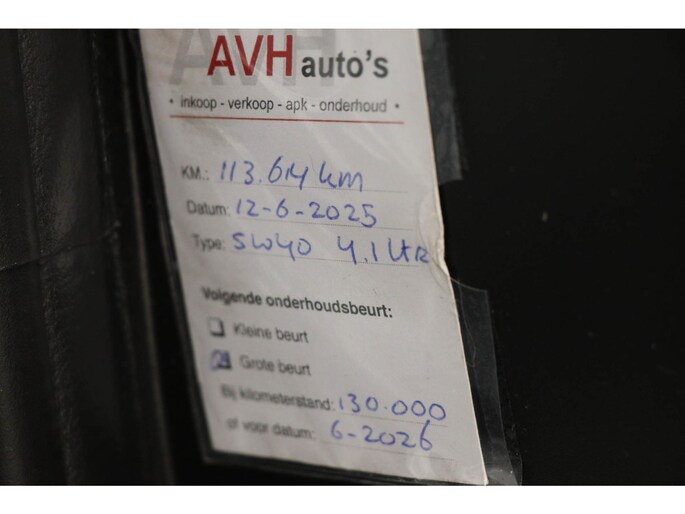 AVH auto's
• inkoop - verkoop - apk - onderhoud •
KM.: 113.614 km
Datum: 12-6-2025
Type: 5W40 4.1 LTR
Volgende onderhoudsbeurt:
Kleine beurt
Grote beurt
Bij kilometerstand: 130.000
of voor datum: 6-2026